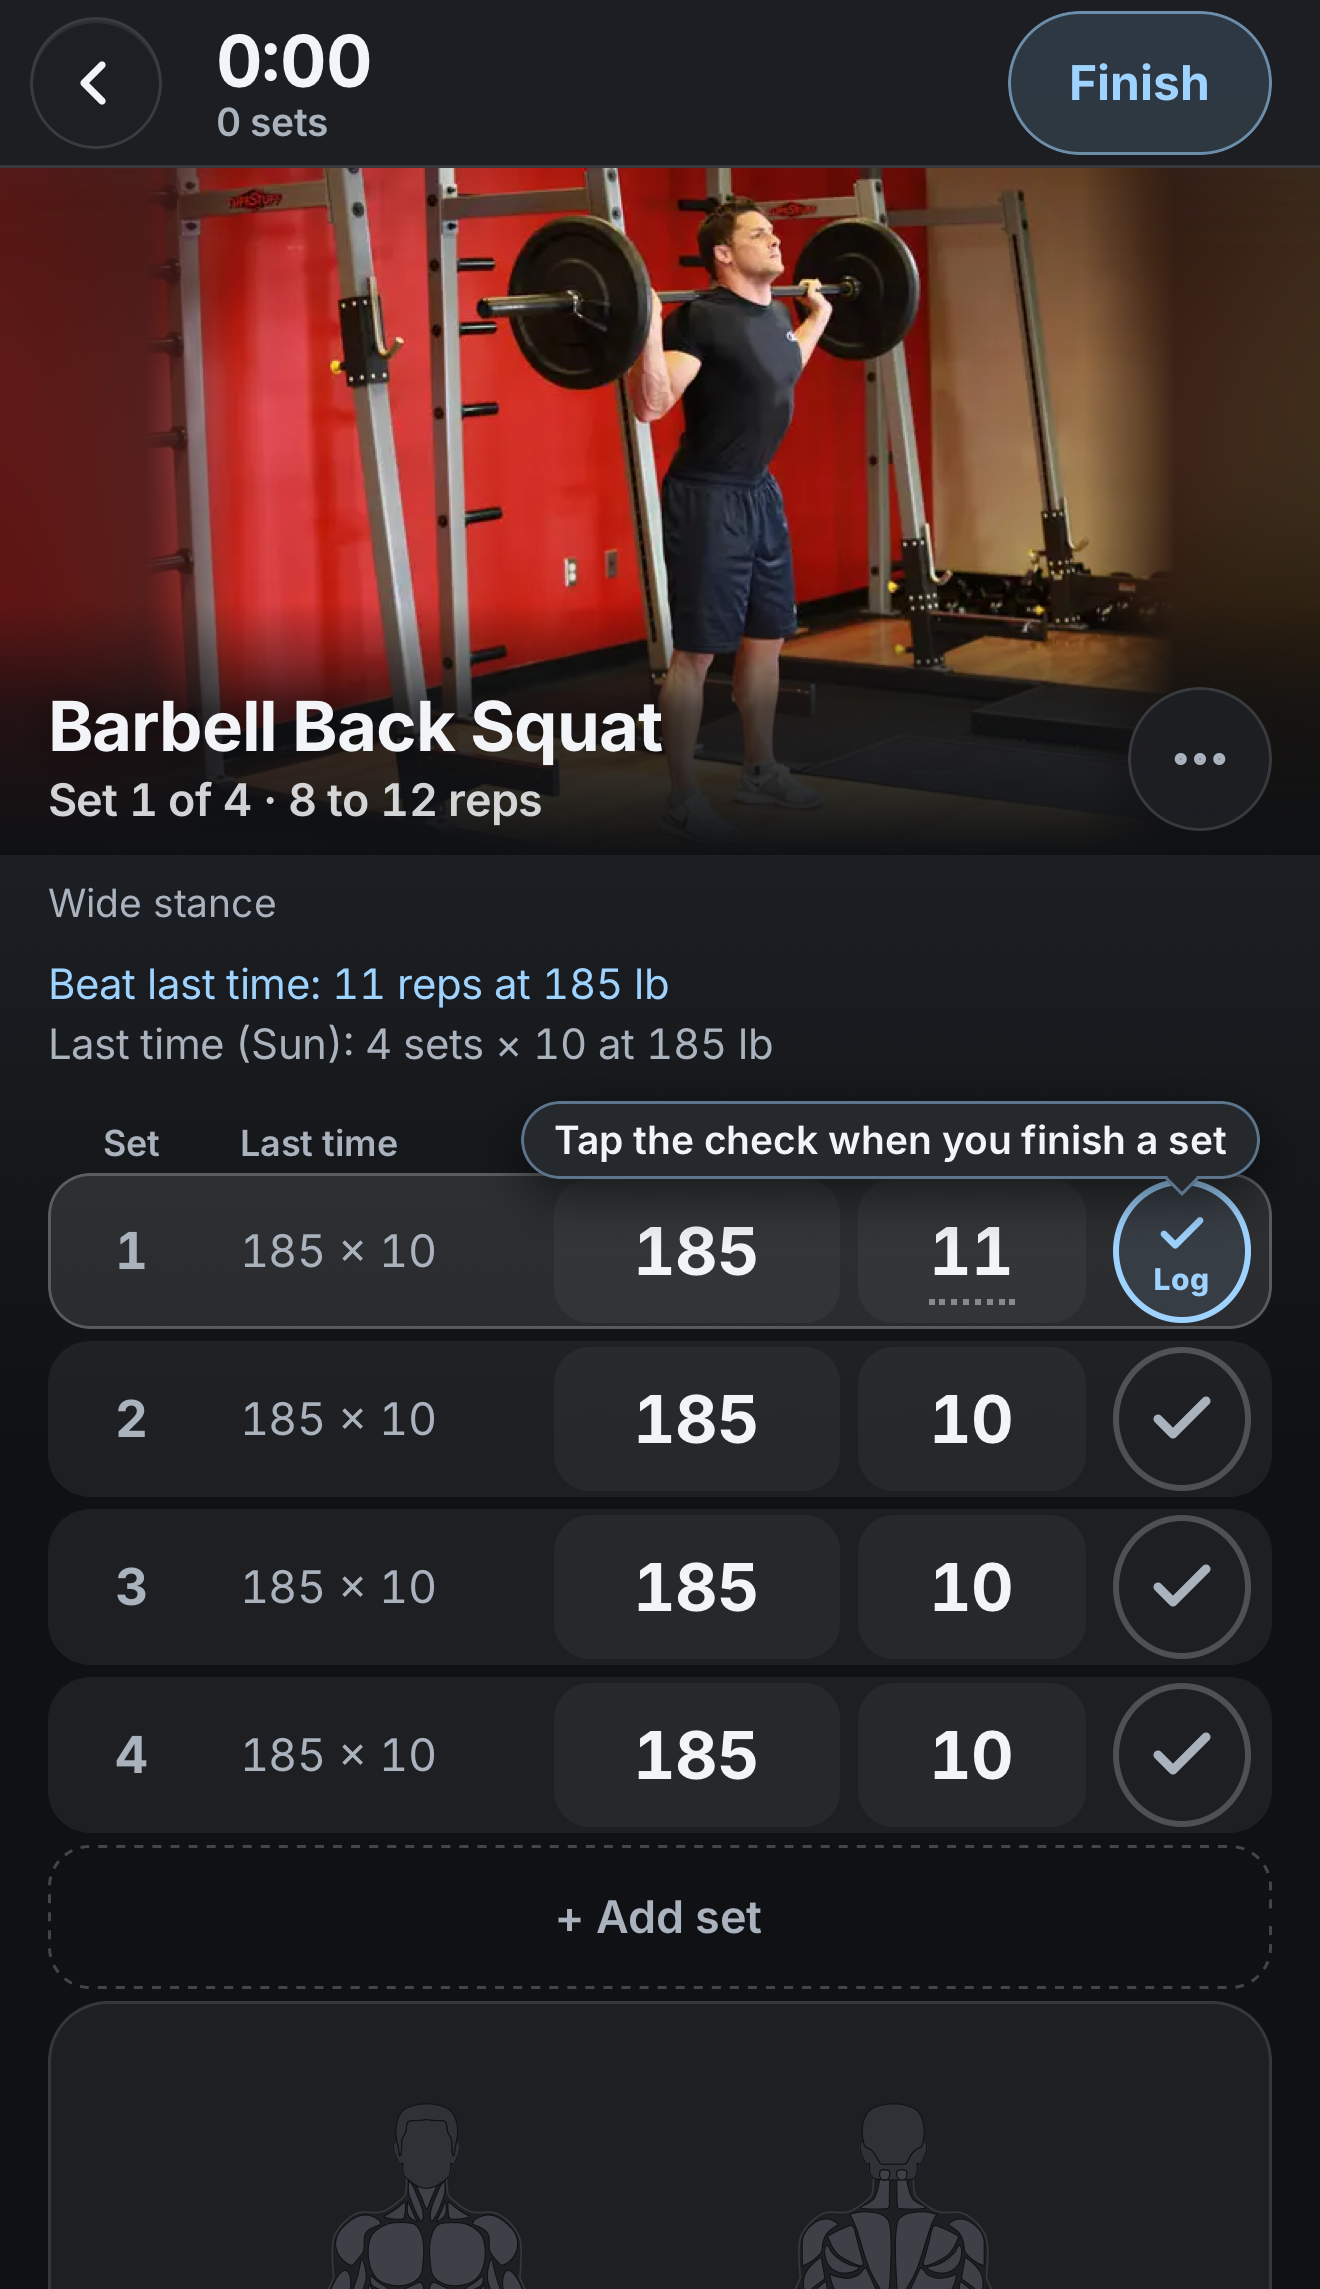 0:00
0 sets
Finish
TUFFSTUFF
Barbell Back Squat
Set 1 of 4 · 8 to 12 reps
Wide stance
Beat last time: 11 reps at 185 lb
Last time (Sun): 4 sets × 10 at 185 lb
Set Last time
Tap the check when you finish a set
1 185 × 10 185 11 Log
2 185 × 10 185 10
3 185 × 10 185 10
4 185 × 10 185 10
+ Add set